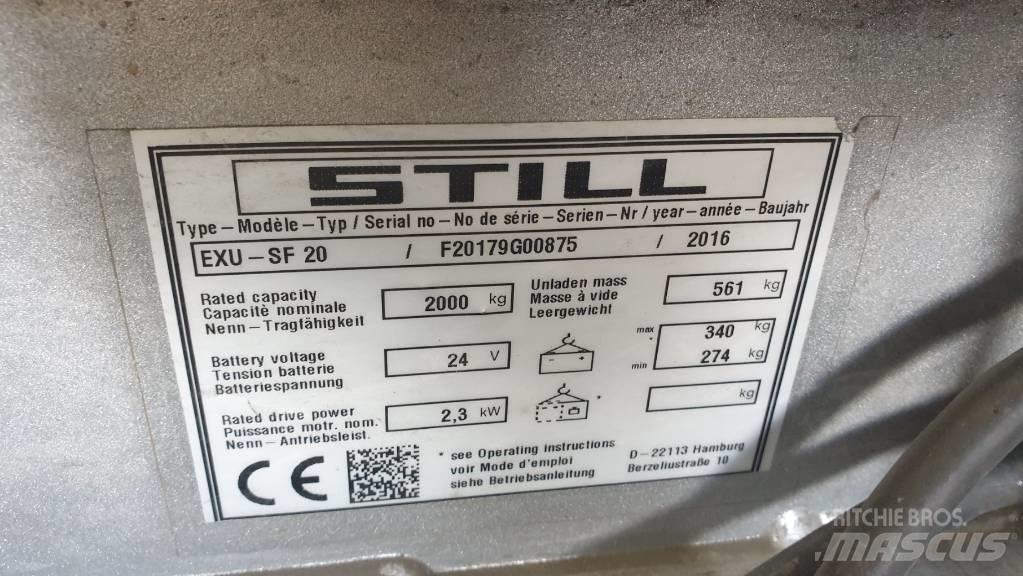 STILL
Type – Modèle – Typ / Serial no – No de série – Serien – Nr / year – année – Baujahr
EXU – SF 20 / F20179G00875 / 2016
Rated capacity
Capacité nominale
Nenn – Tragfähigkeit
2000 kg
Unladen mass
Masse à vide
Leergewicht
561 kg
Battery voltage
Tension batterie
Batteriespannung
24 V
max 340 kg
*
min 274 kg
Rated drive power
Puissance motr. nom.
Nenn – Antriebsleist.
2,3 kW
*
kg
CE
* see Operating instructions
voir Mode d'emploi
siehe Betriebsanleitung
D – 22113 Hamburg
Berzeliustraße 10
RITCHIE BROS.
MASCUS